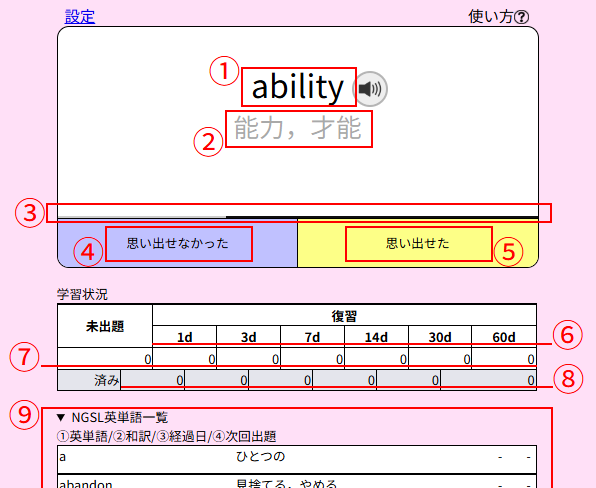 設定 使い方?
① ability
② 能力，才能
③
④ 思い出せなかった 思い出せた ⑤
学習状況
未出題 復習
1d 3d 7d 14d 30d 60d ⑥
⑦ 0 0 0 0 0 0 0
済み 0 0 0 0 0 0 ⑧
⑨ ▼ NGSL英単語一覧
①英単語/②和訳/③経過日/④次回出題
a ひとつの - -
abandon 見捨てる，やめる - -